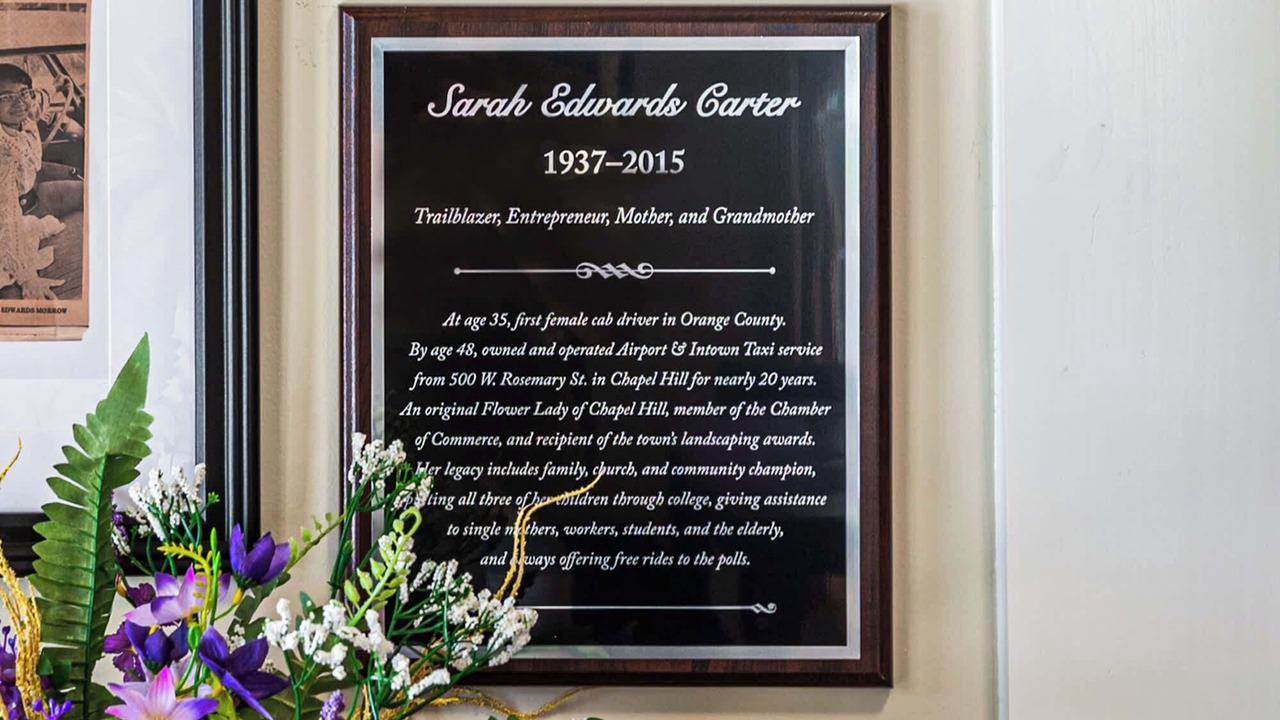 EDWARDS MORROW
Sarah Edwards Carter
1937–2015
Trailblazer, Entrepreneur, Mother, and Grandmother
At age 35, first female cab driver in Orange County.
By age 48, owned and operated Airport & Intown Taxi service
from 500 W. Rosemary St. in Chapel Hill for nearly 20 years.
An original Flower Lady of Chapel Hill, member of the Chamber
of Commerce, and recipient of the town's landscaping awards.
Her legacy includes family, church, and community champion,
all three of her children through college, giving assistance
to single mothers, workers, students, and the elderly,
and always offering free rides to the polls.